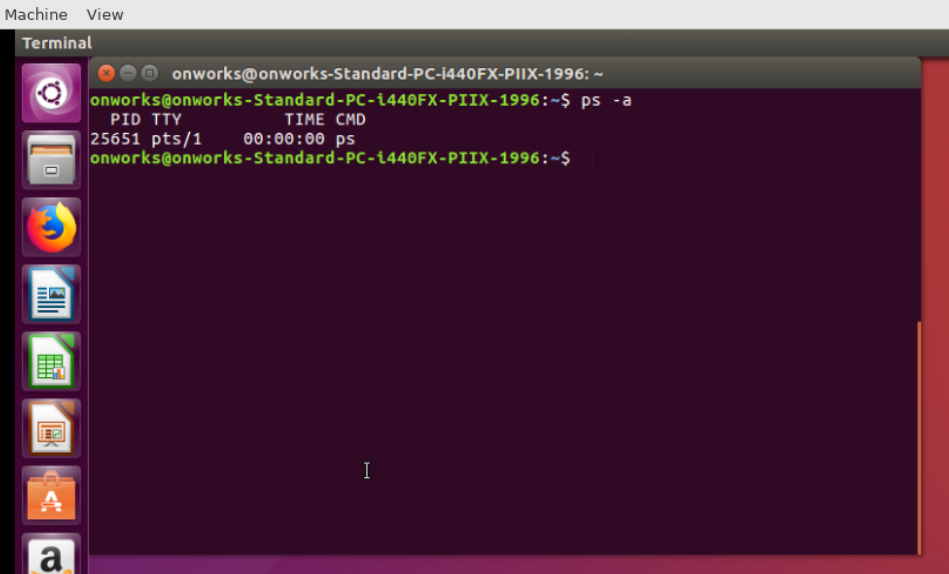 Machine View
Terminal
onworks@onworks-Standard-PC-i440FX-PIIX-1996: ~
onworks@onworks-Standard-PC-i440FX-PIIX-1996:~$ ps -a
  PID TTY          TIME CMD
25651 pts/1    00:00:00 ps
onworks@onworks-Standard-PC-i440FX-PIIX-1996:~$
A
a